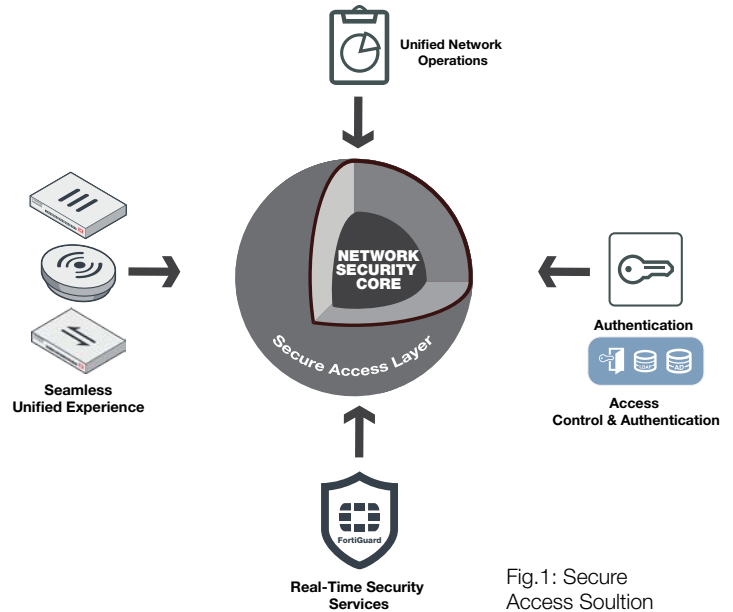 Unified Network
Operations
NETWORK
SECURITY
CORE
Secure Access Layer
Seamless
Unified Experience
Authentication
LDAP
AD
Access
Control & Authentication
FortiGuard
Real-Time Security
Services
Fig.1: Secure
Access Soultion